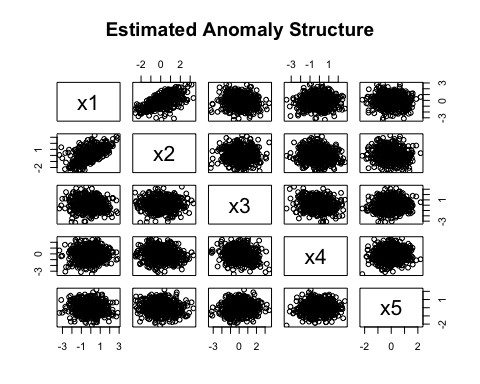 Estimated Anomaly Structure
-2 0 2 -3 -1 1
x1 -3 0 3
-2 1 x2
x3 -3 1
-3 0 x4
x5 -2 1
-3 -1 1 3 -3 0 2 -2 0 2